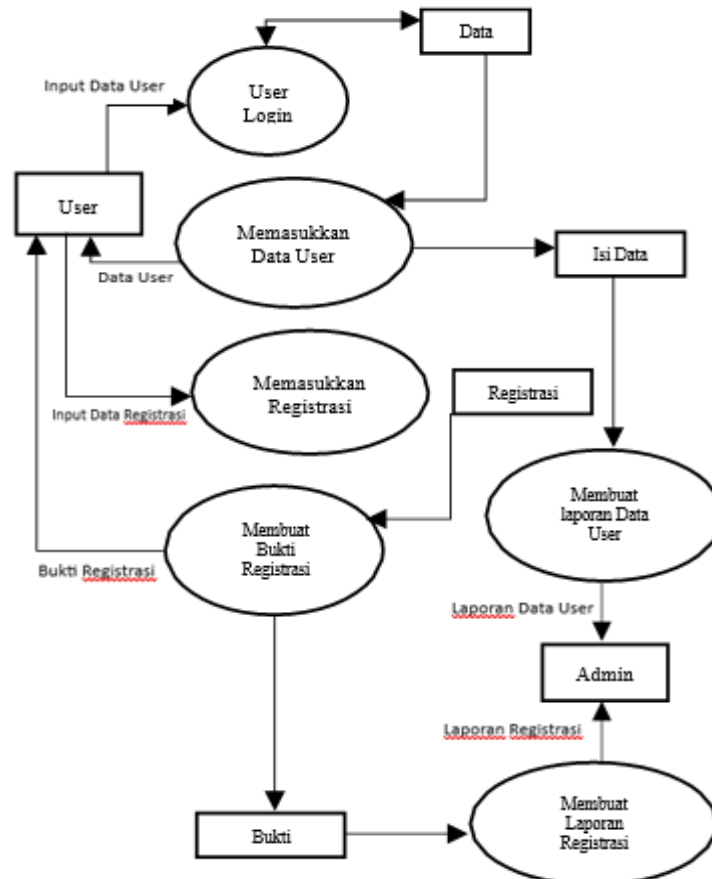 Data
Input Data User
User
Login
User
Memasukkan
Data User
Data User
Isi Data
Memasukkan
Registrasi
Registrasi
Input Data Registrasi
Membuat
laporan Data
User
Membuat
Bukti
Registrasi
Bukti Registrasi
Laporan Data User
Admin
Laporan Registrasi
Membuat
Laporan
Registrasi
Bukti